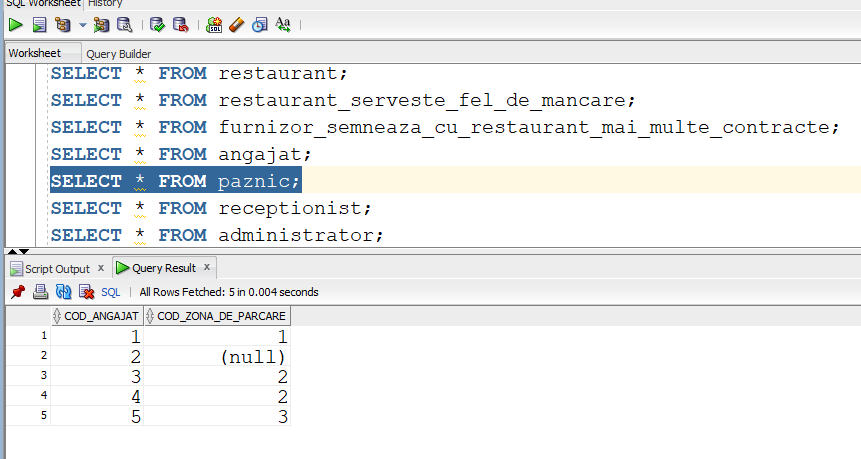 SQL Worksheet History
Worksheet Query Builder
SELECT * FROM restaurant;
SELECT * FROM restaurant_serveste_fel_de_mancare;
SELECT * FROM furnizor_semneaza_cu_restaurant_mai_multe_contracte;
SELECT * FROM angajat;
SELECT * FROM paznic;
SELECT * FROM receptionist;
SELECT * FROM administrator;
Script Output x Query Result x
SQL | All Rows Fetched: 5 in 0.004 seconds
COD_ANGAJAT COD_ZONA_DE_PARCARE
1 1 1
2 2 (null)
3 3 2
4 4 2
5 5 3